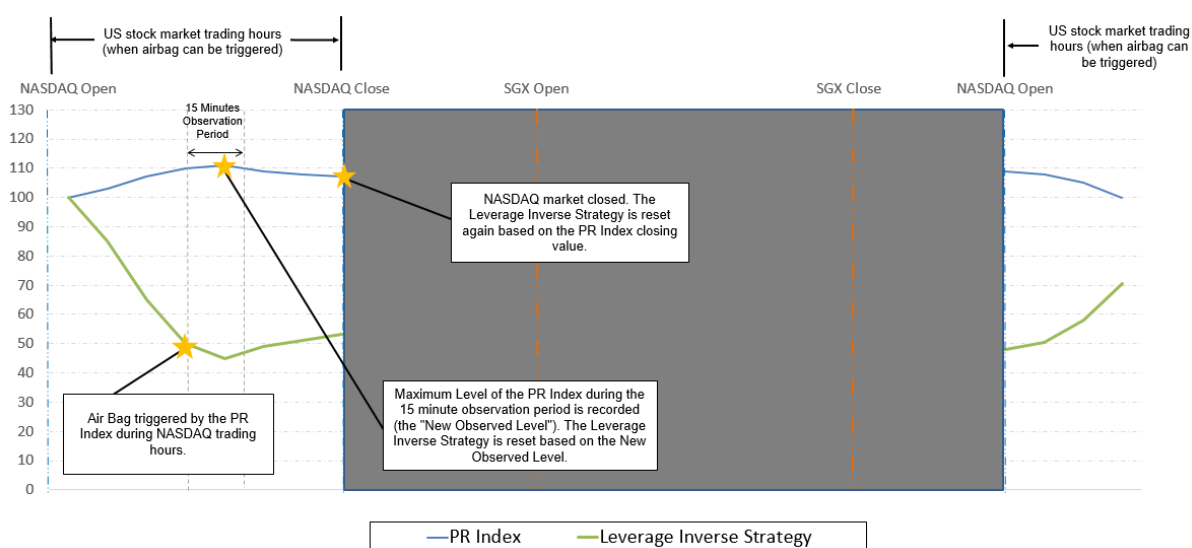 US stock market trading hours
(when airbag can be triggered)
US stock market trading
hours (when airbag can
be triggered)
NASDAQ Open
NASDAQ Close
SGX Open
SGX Close
NASDAQ Open
15 Minutes
Observation
Period
130
120
110
100
90
80
70
60
50
40
30
20
10
0
NASDAQ market closed. The
Leverage Inverse Strategy is reset
again based on the PR Index closing
value.
Air Bag triggered by the PR
Index during NASDAQ trading
hours.
Maximum Level of the PR Index during the
15 minute observation period is recorded
(the "New Observed Level"). The Leverage
Inverse Strategy is reset based on the New
Observed Level.
PR Index
Leverage Inverse Strategy